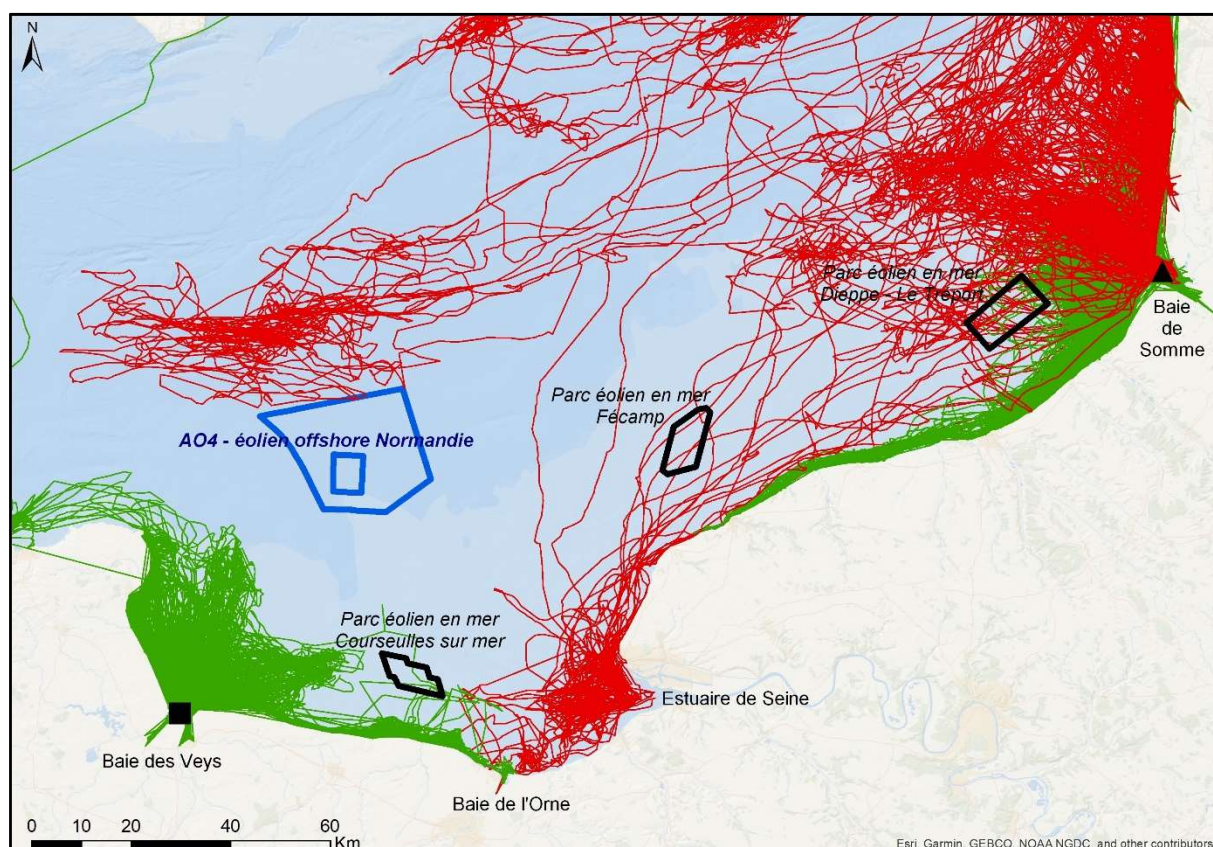 N
Parc éolien en mer
Dieppe - Le Tréport
Baie
de
Somme
Parc éolien en mer
Fécamp
AO4 - éolien offshore Normandie
Parc éolien en mer
Courseulles sur mer
Estuaire de Seine
Baie des Veys
Baie de l'Orne
0 10 20 40 60
Km
Esri, Garmin, GEBCO, NOAA NGDC, and other contributors